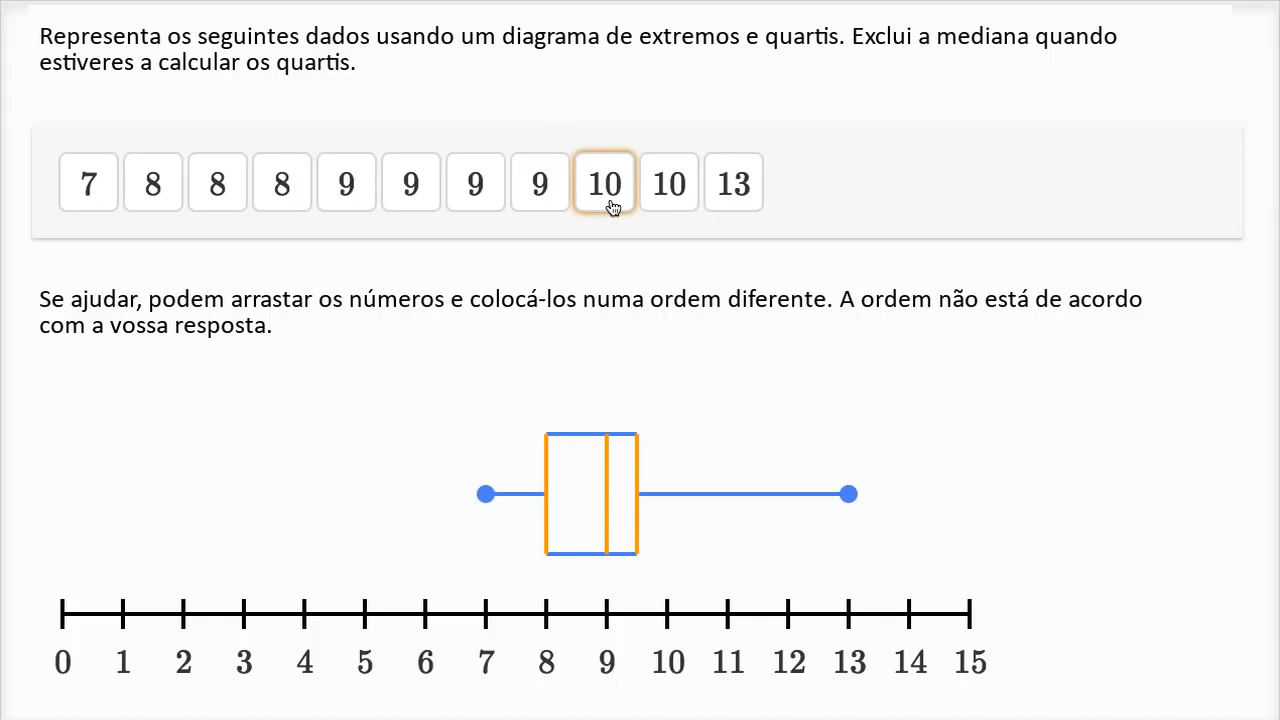 Representa os seguintes dados usando um diagrama de extremos e quartis. Exclui a mediana quando
estiveres a calcular os quartis.
7 8 8 8 9 9 9 9 10 10 13
Se ajudar, podem arrastar os números e colocá-los numa ordem diferente. A ordem não está de acordo
com a vossa resposta.
0 1 2 3 4 5 6 7 8 9 10 11 12 13 14 15